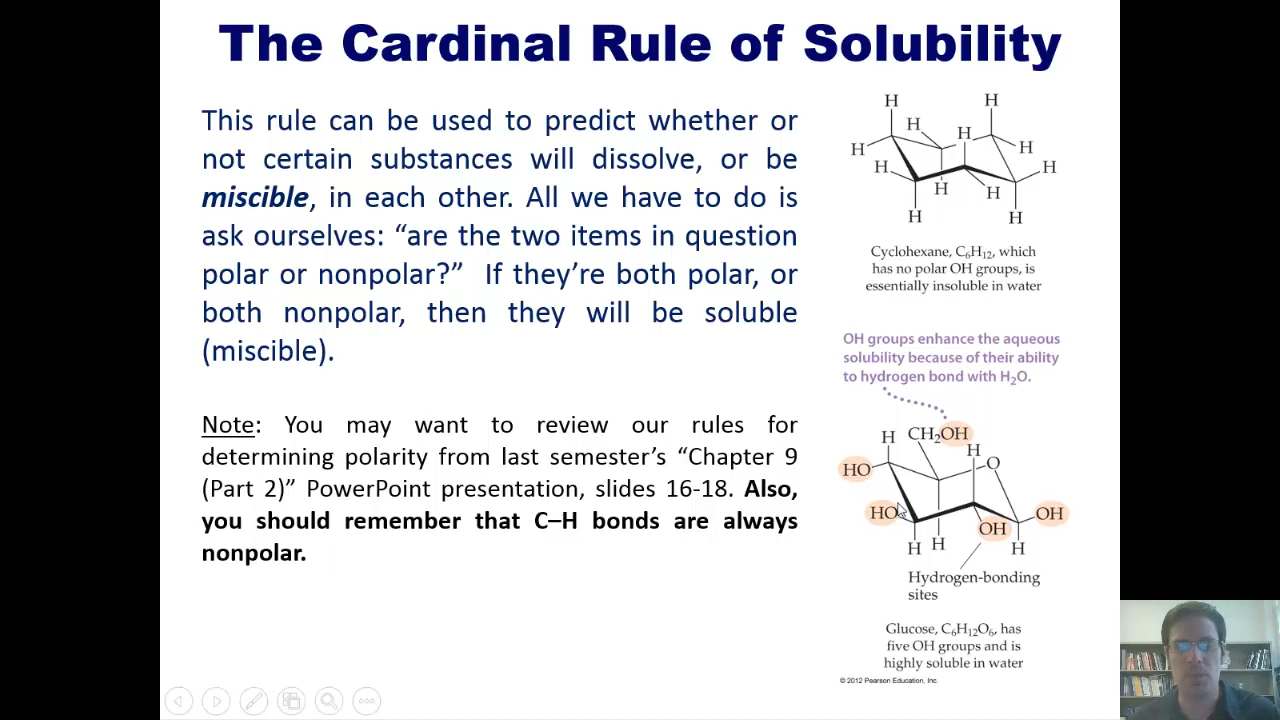 The Cardinal Rule of Solubility
This rule can be used to predict whether or
not certain substances will dissolve, or be
miscible, in each other. All we have to do is
ask ourselves: “are the two items in question
polar or nonpolar?” If they’re both polar, or
both nonpolar, then they will be soluble
(miscible).
Note: You may want to review our rules for
determining polarity from last semester’s “Chapter 9
(Part 2)” PowerPoint presentation, slides 16-18. Also,
you should remember that C–H bonds are always
nonpolar.
H H
H H
H H
H H
H H
H H
Cyclohexane, C₆H₁₂, which
has no polar OH groups, is
essentially insoluble in water
OH groups enhance the aqueous
solubility because of their ability
to hydrogen bond with H₂O.
H CH₂OH
H
HO O
HO OH
OH
H H H
Hydrogen-bonding
sites
Glucose, C₆H₁₂O₆, has
five OH groups and is
highly soluble in water
© 2012 Pearson Education, Inc.